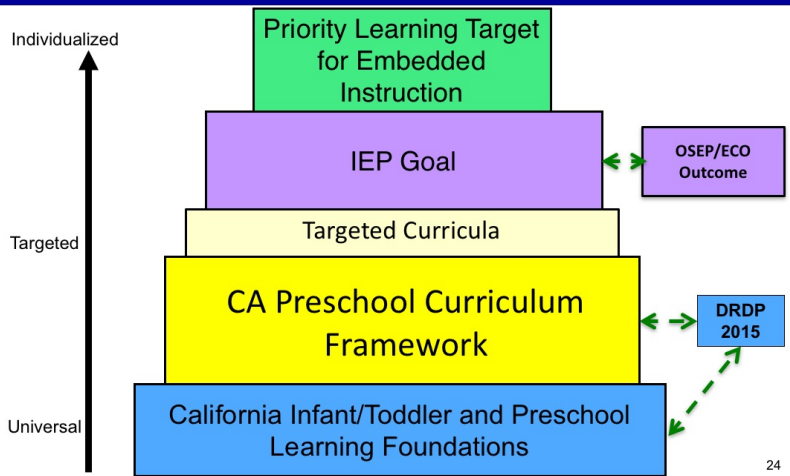 Individualized
Priority Learning Target
for Embedded
Instruction
IEP Goal
OSEP/ECO
Outcome
Targeted
Targeted Curricula
CA Preschool Curriculum
Framework
DRDP
2015
Universal
California Infant/Toddler and Preschool
Learning Foundations
24